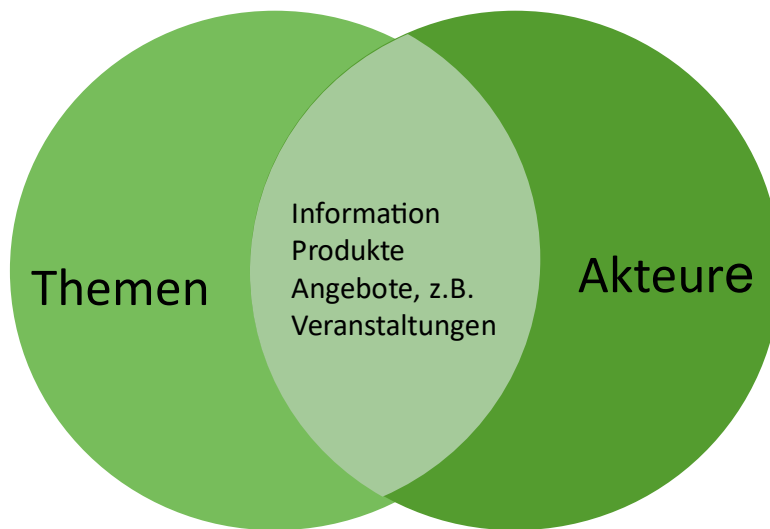 Themen
Information
Produkte
Angebote, z.B.
Veranstaltungen
Akteure